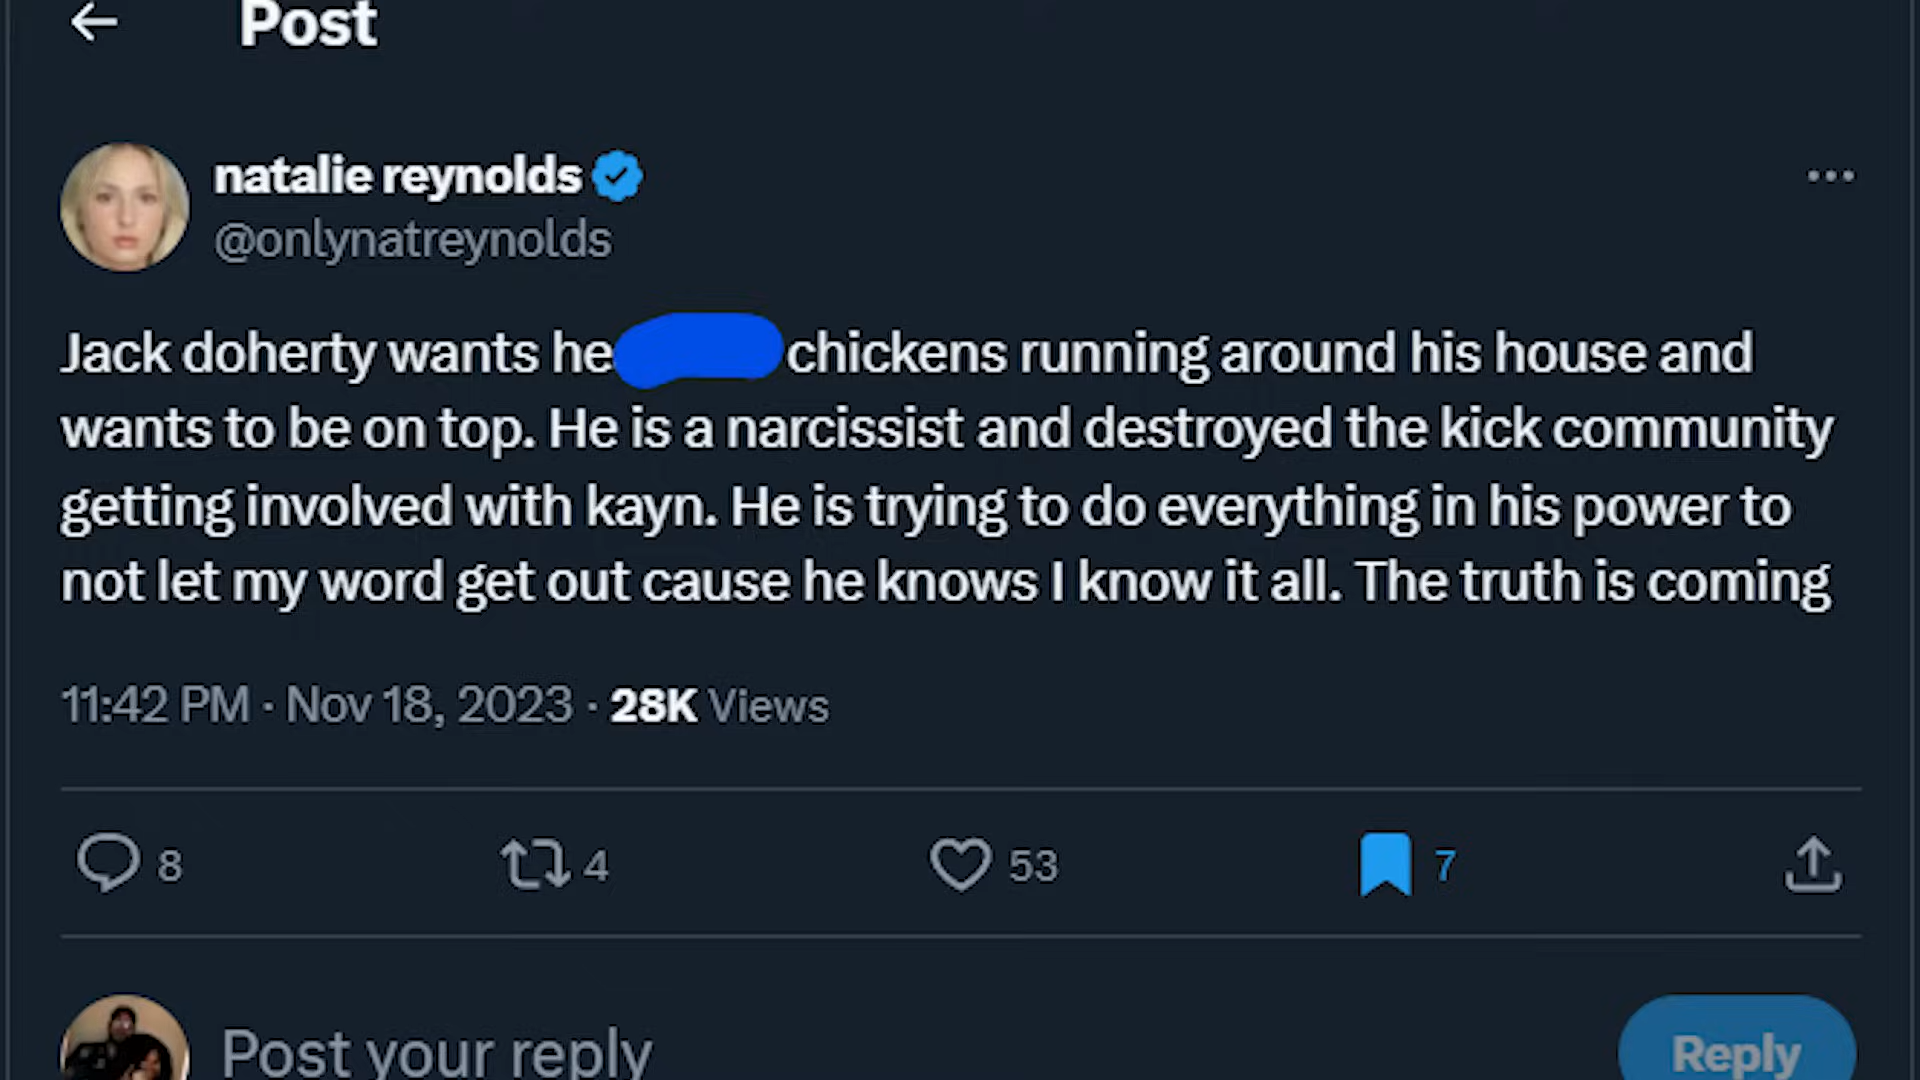 Post
natalie reynolds
@onlynatreynolds
Jack doherty wants he chickens running around his house and
wants to be on top. He is a narcissist and destroyed the kick community
getting involved with kayn. He is trying to do everything in his power to
not let my word get out cause he knows I know it all. The truth is coming
11:42 PM · Nov 18, 2023 · 28K Views
8 4 53 7
Post your reply
Reply